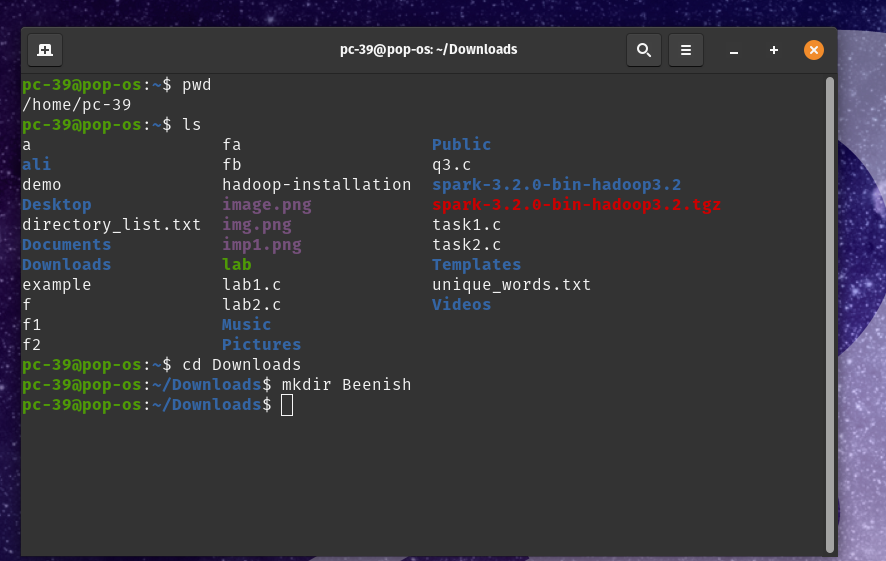 pc-39@pop-os: ~/Downloads
pc-39@pop-os:~$ pwd
/home/pc-39
pc-39@pop-os:~$ ls
a fa Public
ali fb q3.c
demo hadoop-installation spark-3.2.0-bin-hadoop3.2
Desktop image.png spark-3.2.0-bin-hadoop3.2.tgz
directory_list.txt img.png task1.c
Documents imp1.png task2.c
Downloads lab Templates
example lab1.c unique_words.txt
f lab2.c Videos
f1 Music
f2 Pictures
pc-39@pop-os:~$ cd Downloads
pc-39@pop-os:~/Downloads$ mkdir Beenish
pc-39@pop-os:~/Downloads$